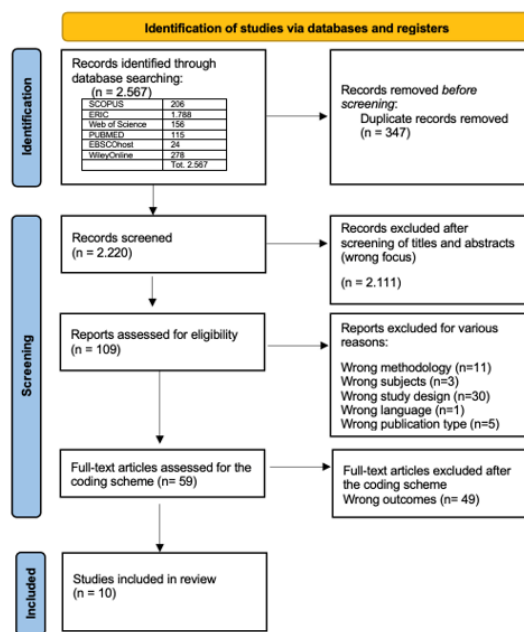 Identification of studies via databases and registers
Identification
Records identified through
database searching:
(n = 2.567)
SCOPUS 206
ERIC 1.788
Web of Science 156
PUBMED 115
EBSCOhost 24
WileyOnline 278
Tot. 2.567
Records removed before
screening:
Duplicate records removed
(n = 347)
Screening
Records screened
(n = 2.220)
Records excluded after
screening of titles and abstracts
(wrong focus)
(n = 2.111)
Reports assessed for eligibility
(n = 109)
Reports excluded for various
reasons:
Wrong methodology (n=11)
Wrong subjects (n=3)
Wrong study design (n=30)
Wrong language (n=1)
Wrong publication type (n=5)
Full-text articles assessed for the
coding scheme (n= 59)
Full-text articles excluded after
the coding scheme
Wrong outcomes (n= 49)
Included
Studies included in review
(n = 10)